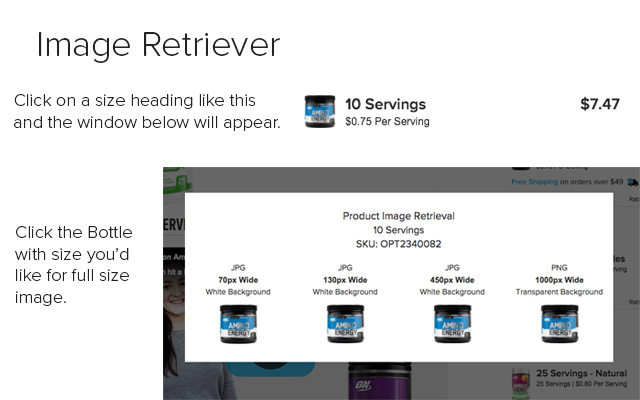 Image Retriever
Click on a size heading like this
and the window below will appear.
10 Servings
$0.75 Per Serving
$7.47
Click the Bottle
with size you’d
like for full size
image.
Free Shipping on orders over $49
Product Image Retrieval
10 Servings
SKU: OPT2340082
JPG
70px Wide
White Background
JPG
130px Wide
White Background
JPG
450px Wide
White Background
PNG
1000px Wide
Transparent Background
AMINO
ENERGY
AMINO
ENERGY
AMINO
ENERGY
AMINO
ENERGY
AMINO
ENERGY
ON
25 Servings - Natural
25 Servings | $0.80 Per Serving